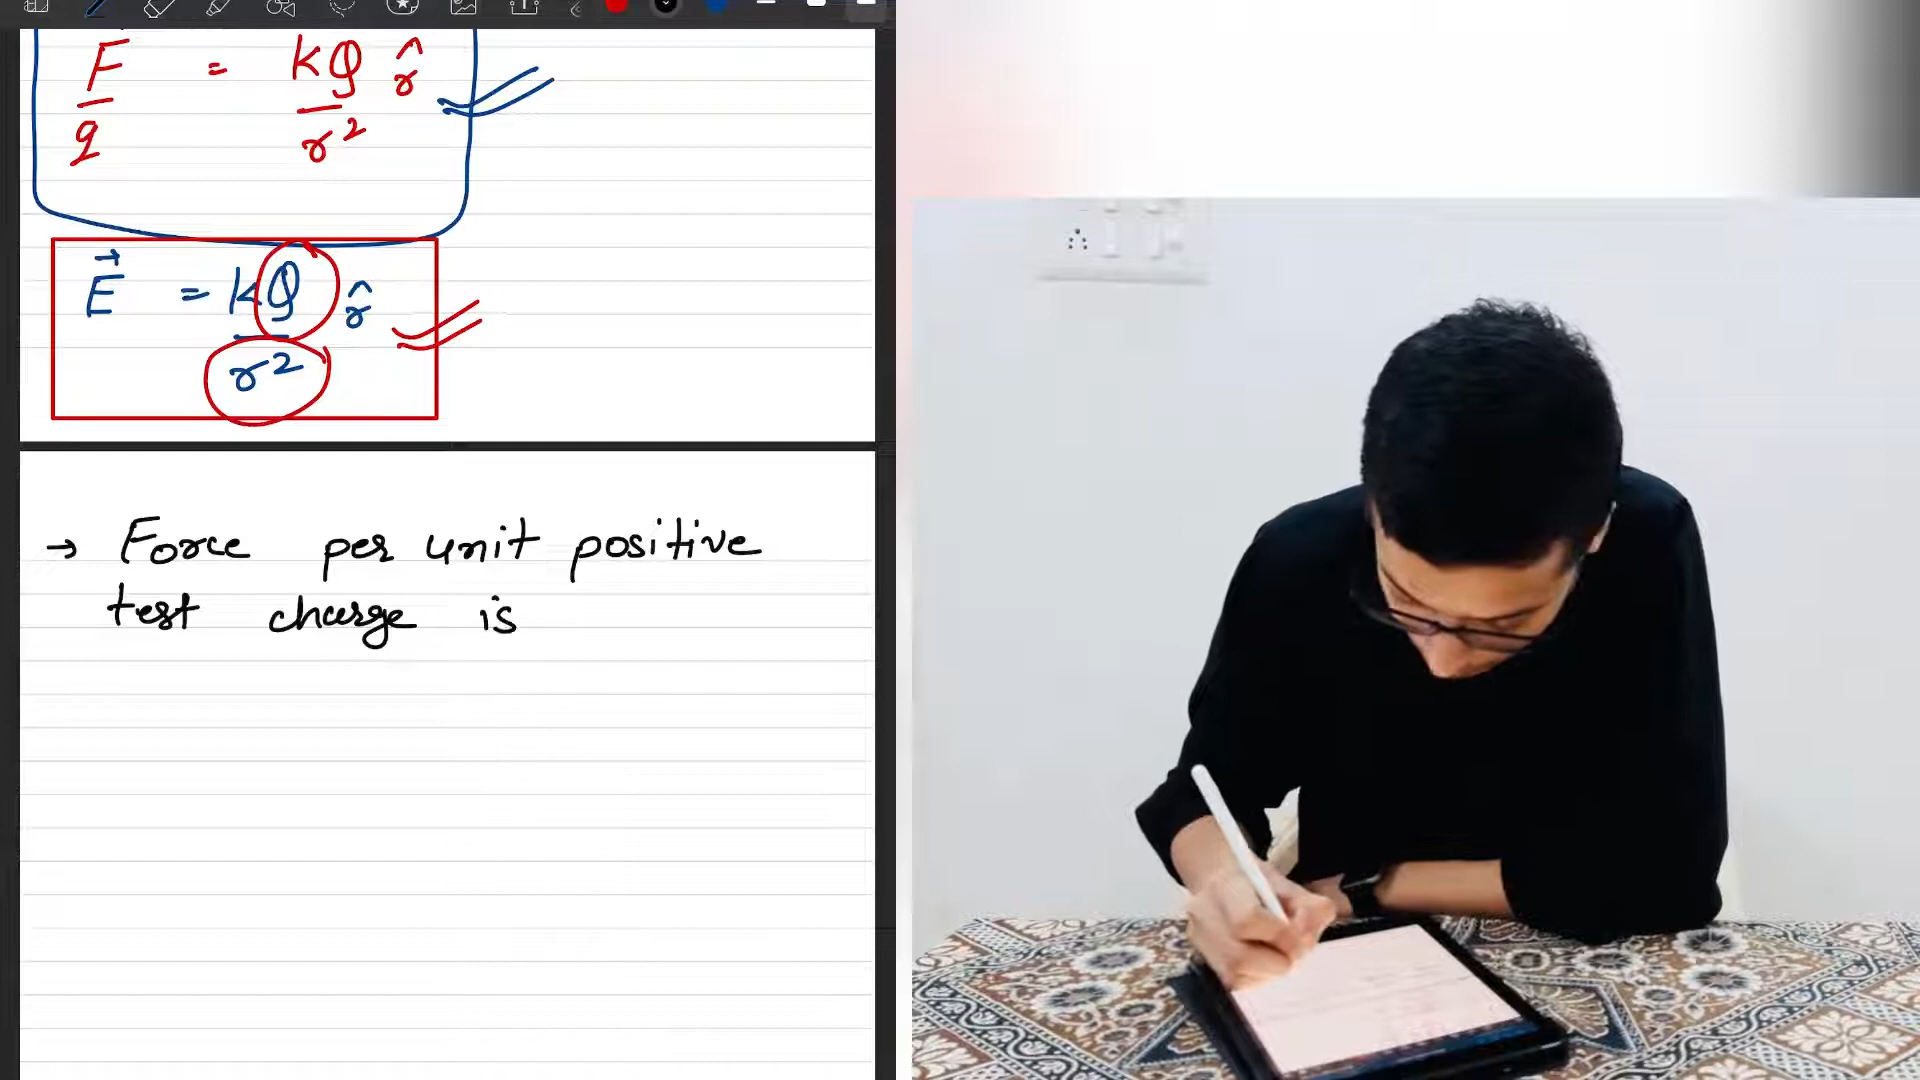 F/q = kQ/r² r̂
E⃗ = kQ/r² r̂
→ Force per unit positive
test charge is